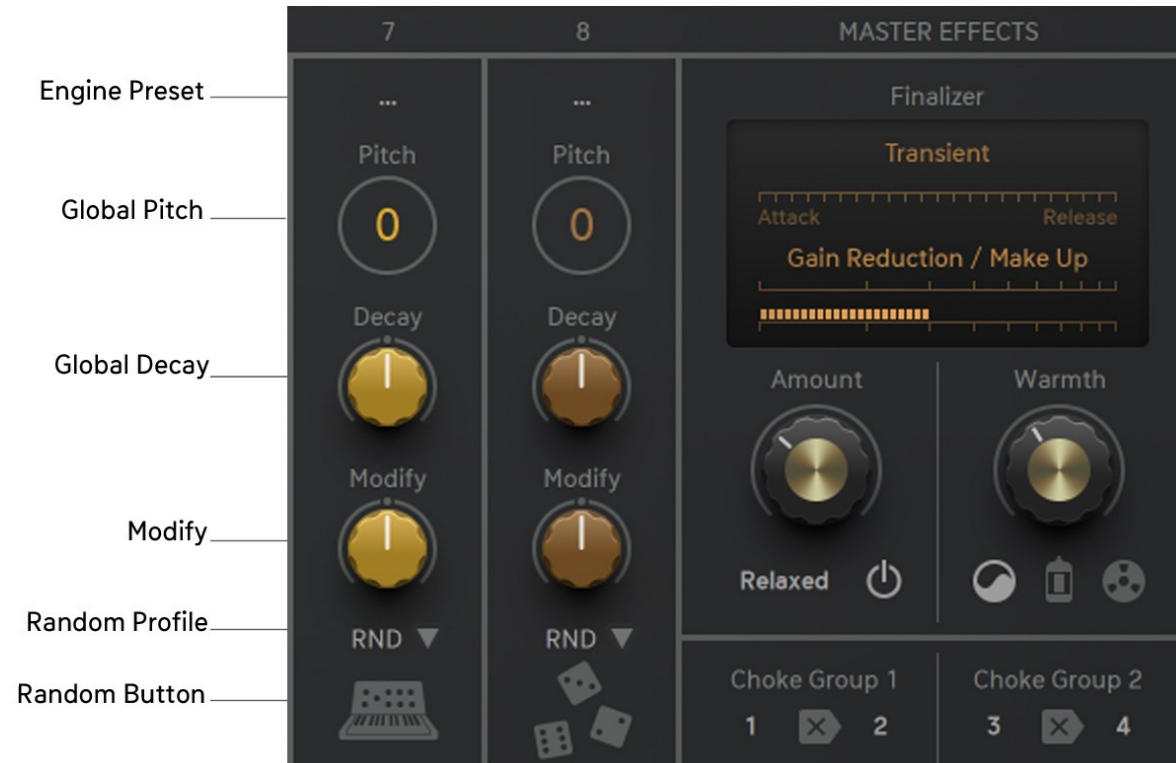 7 8 MASTER EFFECTS
Engine Preset ... ... Finalizer
Transient
Pitch Pitch
Global Pitch 0 0
Attack Release
Gain Reduction / Make Up
Decay Decay
Global Decay
Amount Warmth
Modify Modify
Modify
Relaxed
Random Profile RND RND
Random Button
Choke Group 1 Choke Group 2
1 2 3 4